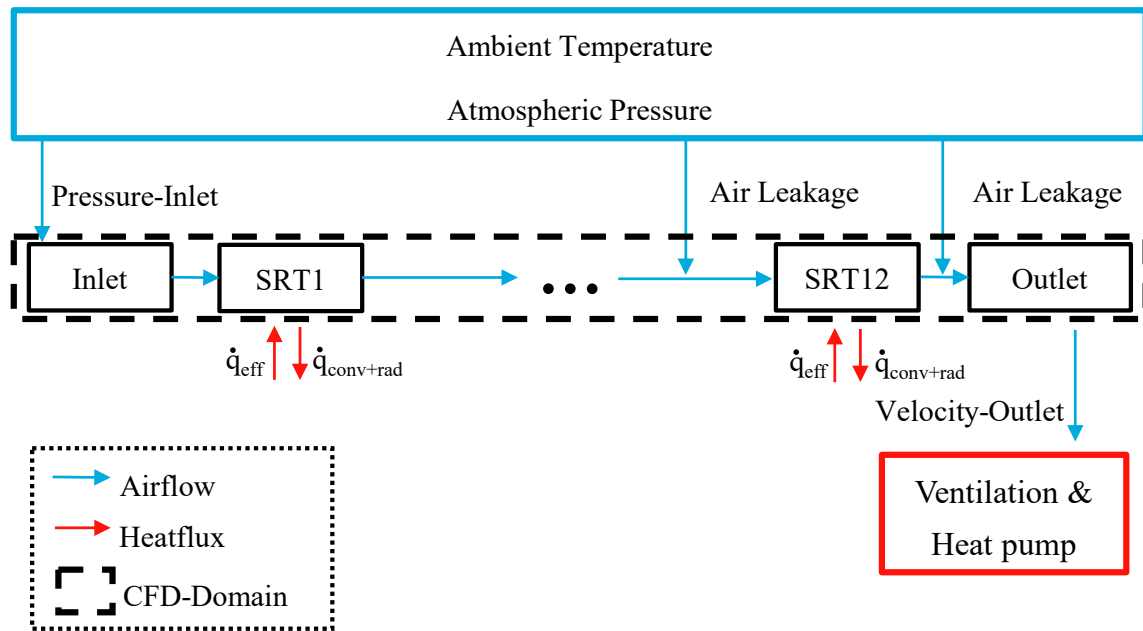 Ambient Temperature
Atmospheric Pressure
Pressure-Inlet
Air Leakage
Air Leakage
Inlet
SRT1
•••
SRT12
Outlet
q̇eff
q̇conv+rad
q̇eff
q̇conv+rad
Velocity-Outlet
Airflow
Heatflux
CFD-Domain
Ventilation &
Heat pump